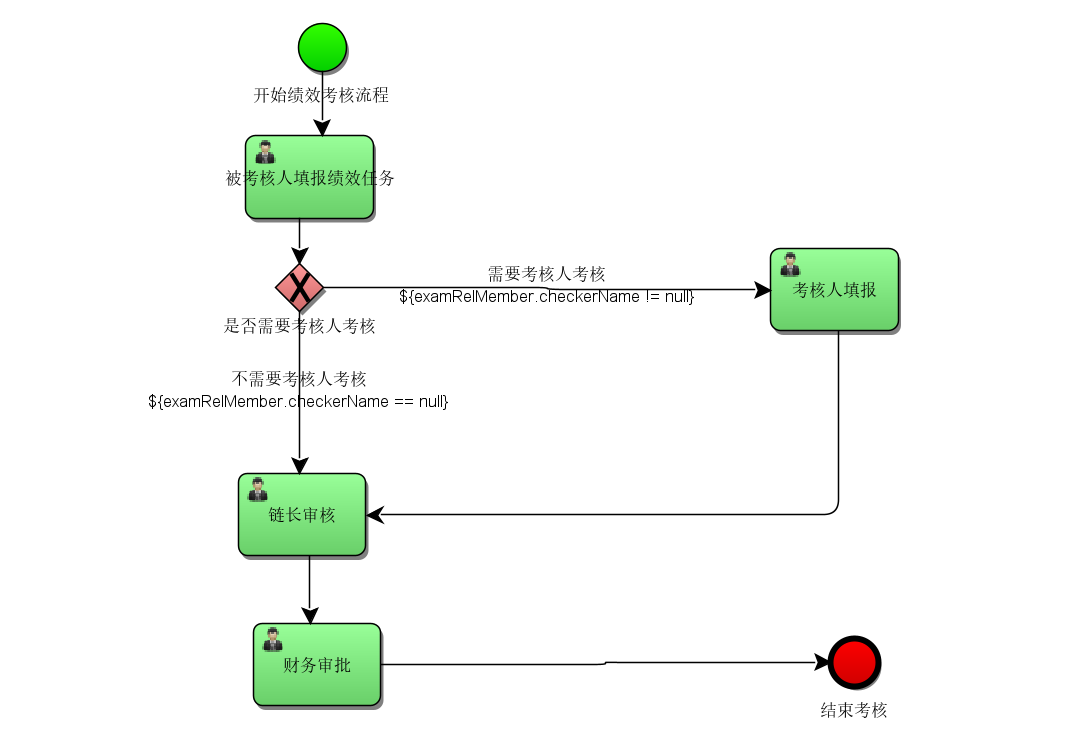 开始绩效考核流程
被考核人填报绩效任务
需要考核人考核
${examRelMember.checkerName != null}
考核人填报
是否需要考核人考核
不需要考核人考核
${examRelMember.checkerName == null}
链长审核
财务审批
结束考核